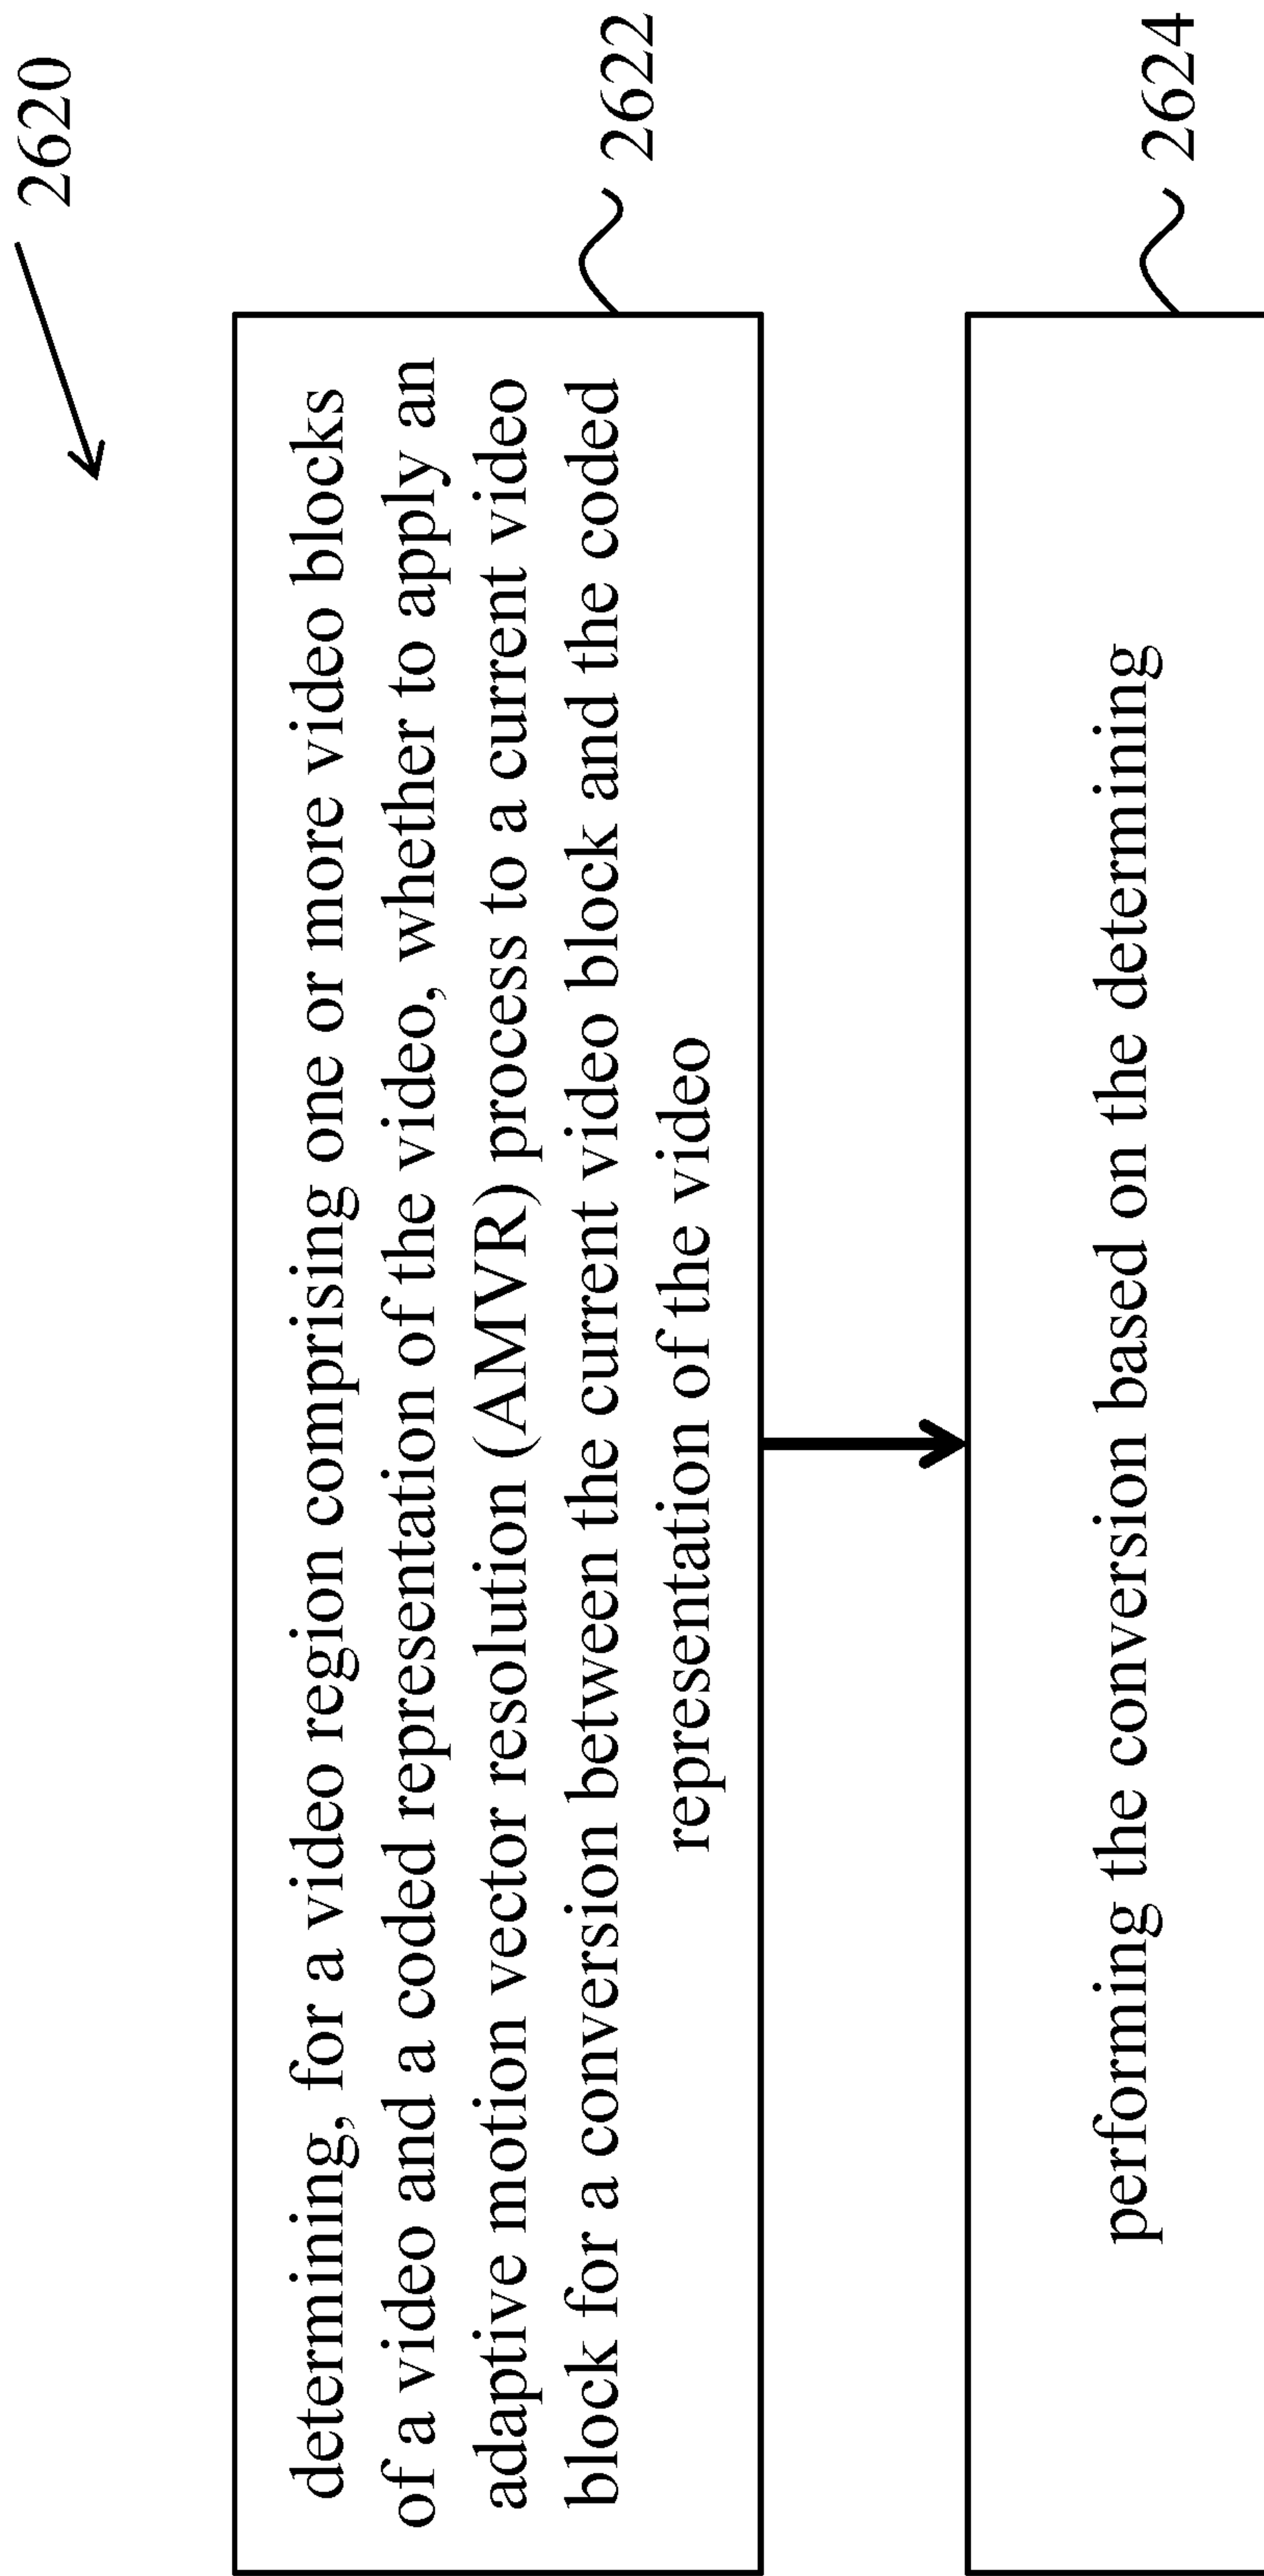 2620
determining, for a video region comprising one or more video blocks
of a video and a coded representation of the video, whether to apply an
adaptive motion vector resolution (AMVR) process to a current video
block for a conversion between the current video block and the coded
representation of the video
2622
performing the conversion based on the determining
2624